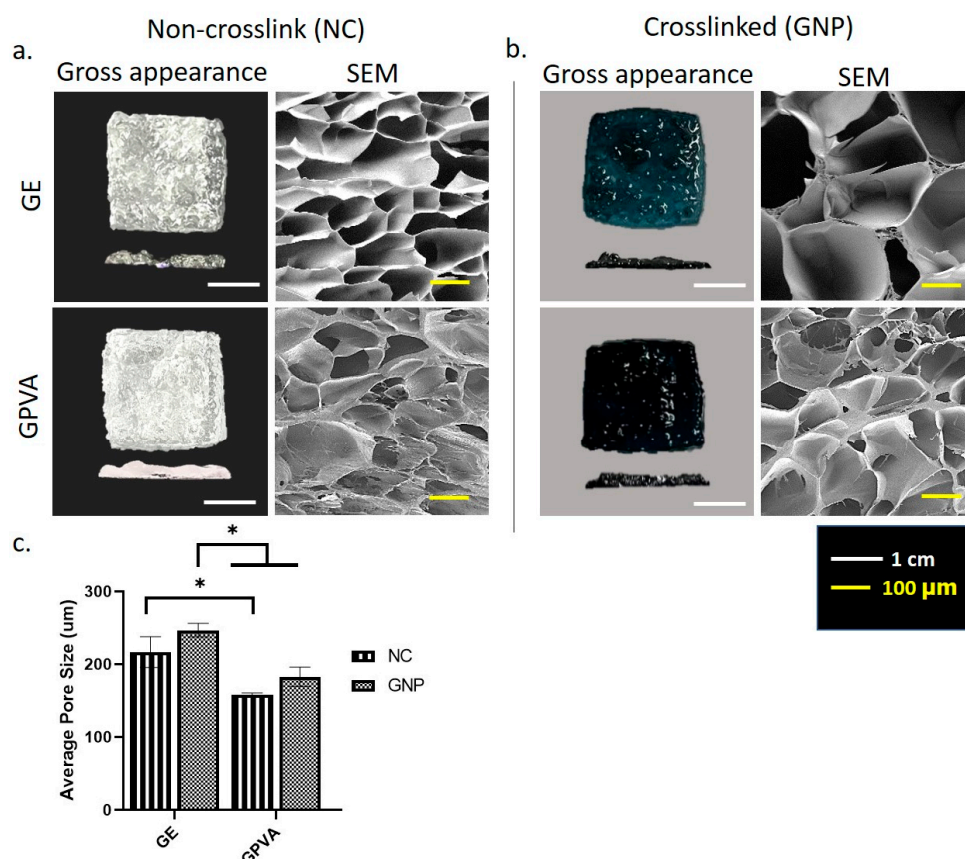 Non-crosslink (NC)
Crosslinked (GNP)
a.
b.
Gross appearance
SEM
Gross appearance
SEM
GE
GPVA
1 cm
100 µm
c.
*
*
Average Pore Size (um)
300
200
100
0
NC
GNP
GE
GPVA